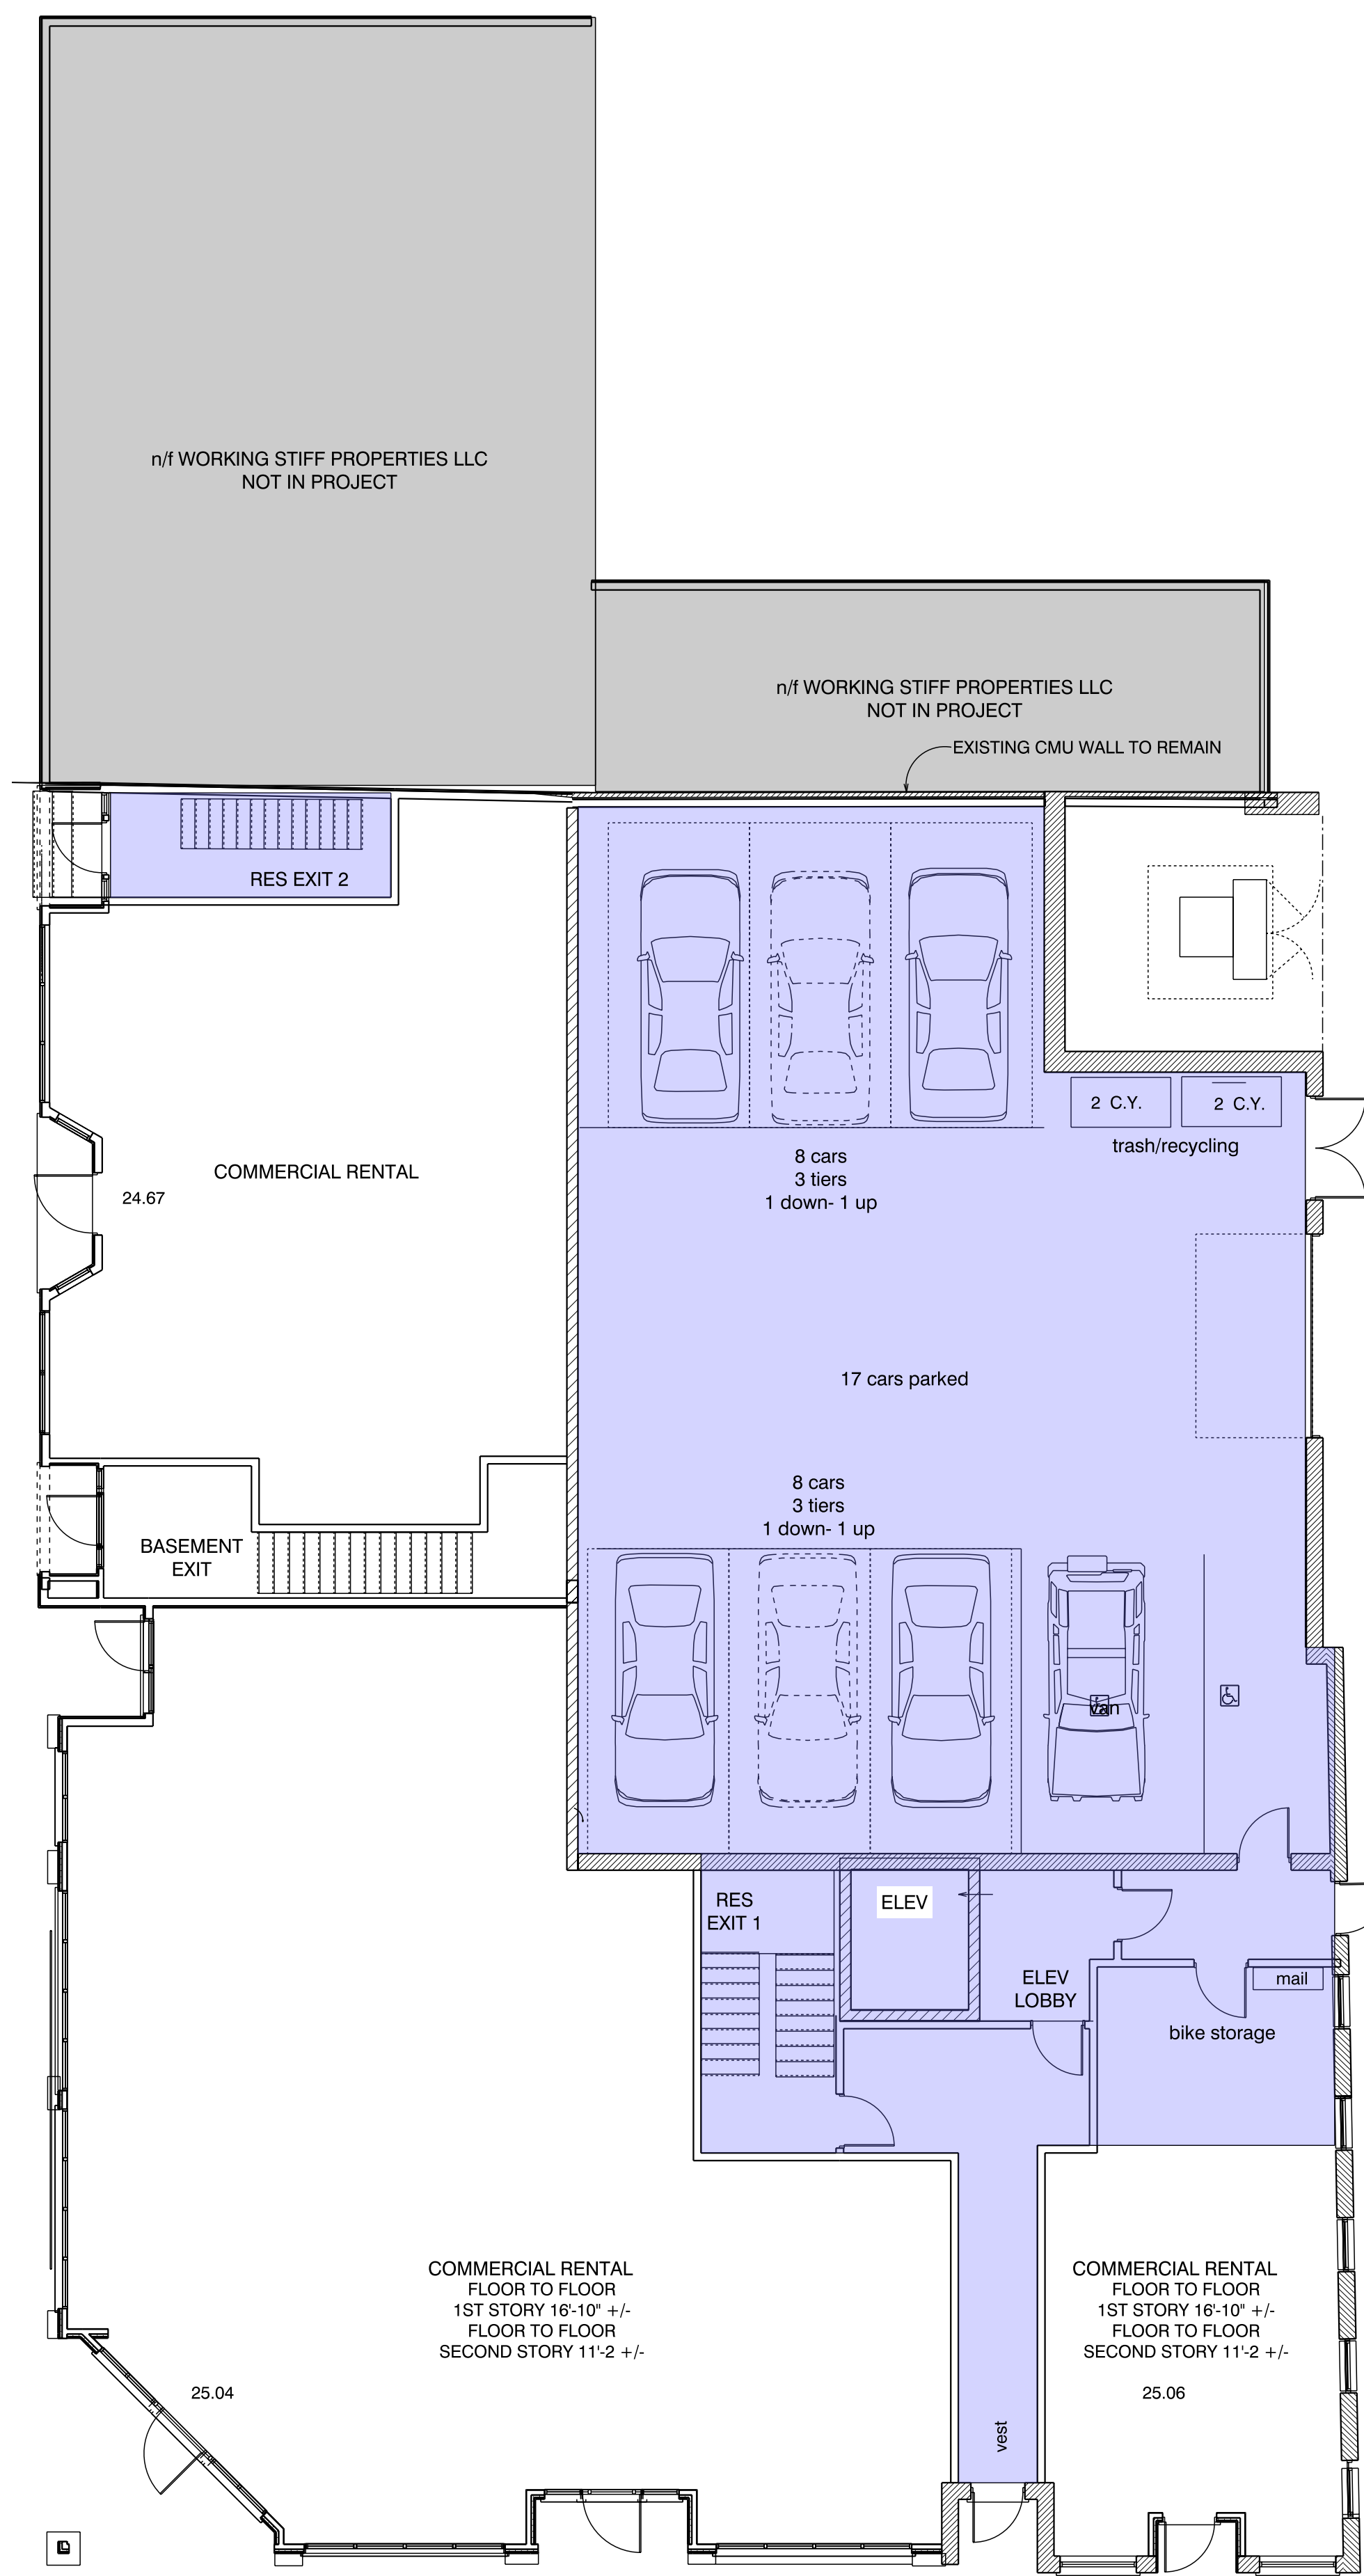 n/f WORKING STIFF PROPERTIES LLC
NOT IN PROJECT
n/f WORKING STIFF PROPERTIES LLC
NOT IN PROJECT
EXISTING CMU WALL TO REMAIN
RES EXIT 2
2 C.Y.
2 C.Y.
trash/recycling
8 cars
3 tiers
1 down- 1 up
COMMERCIAL RENTAL
24.67
17 cars parked
8 cars
3 tiers
1 down- 1 up
BASEMENT
EXIT
van
RES
EXIT 1
ELEV
ELEV
LOBBY
mail
bike storage
COMMERCIAL RENTAL
FLOOR TO FLOOR
1ST STORY 16'-10" +/-
FLOOR TO FLOOR
SECOND STORY 11'-2 +/-
25.04
COMMERCIAL RENTAL
FLOOR TO FLOOR
1ST STORY 16'-10" +/-
FLOOR TO FLOOR
SECOND STORY 11'-2 +/-
25.06
vest